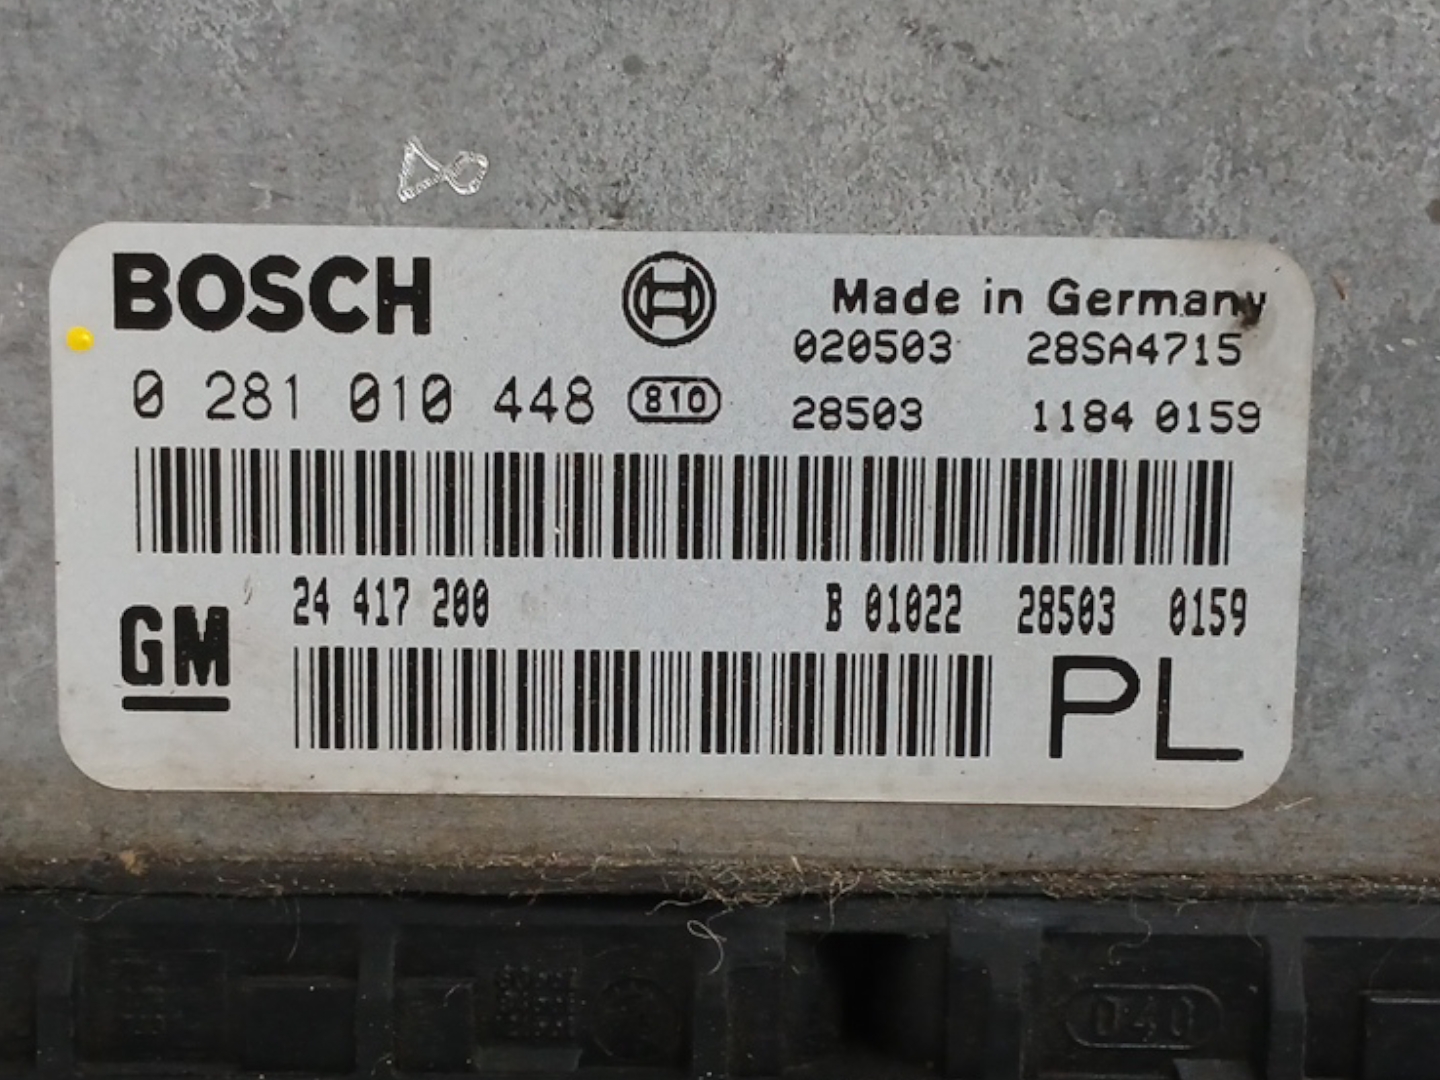 BOSCH
Made in Germany
020503 28SA4715
0 281 010 448 810 28503 1184 0159
24 417 200 B 01022 28503 0159
GM
PL
040